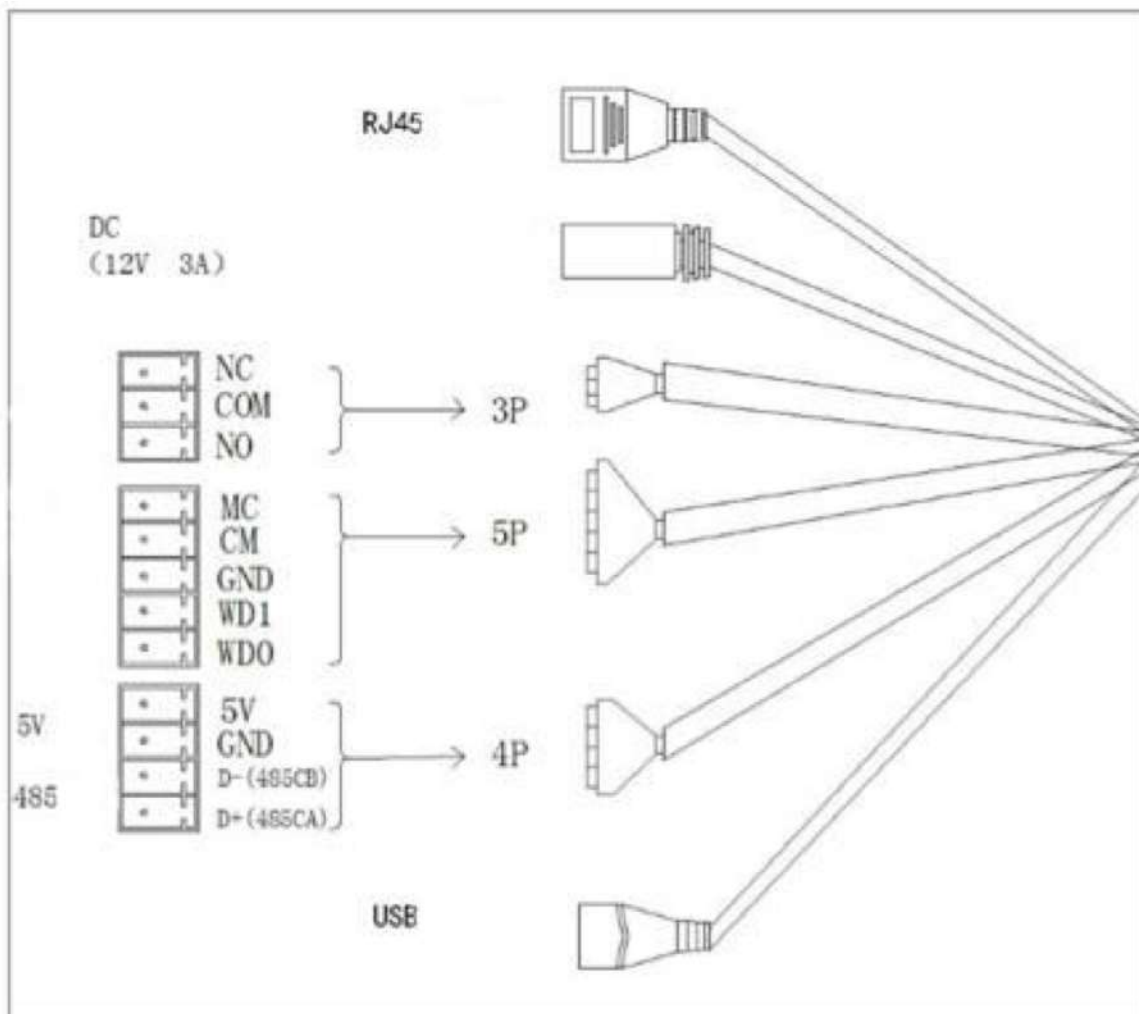 RJ45
DC
(12V 3A)
NC
COM
NO
3P
MC
CM
GND
WD1
WD0
5P
5V
5V
GND
D-(485CB)
485
D+(485CA)
4P
USB